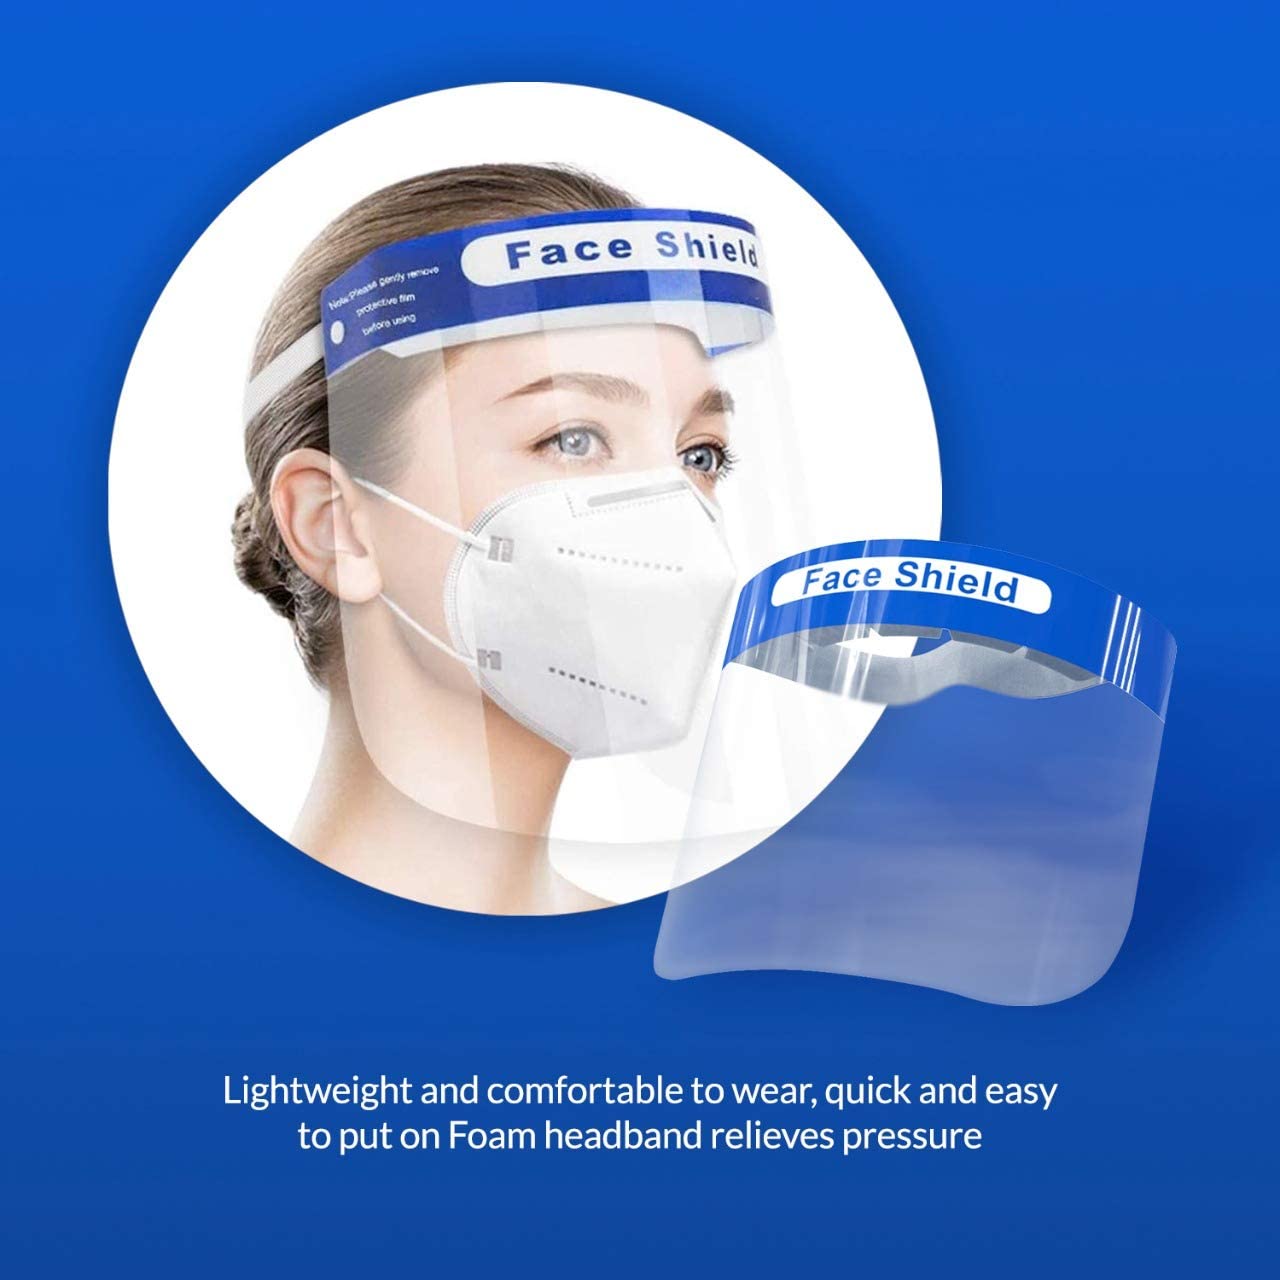 Face Shield
Note:Please gently remove
protective film
before using
Face Shield
Lightweight and comfortable to wear, quick and easy
to put on Foam headband relieves pressure